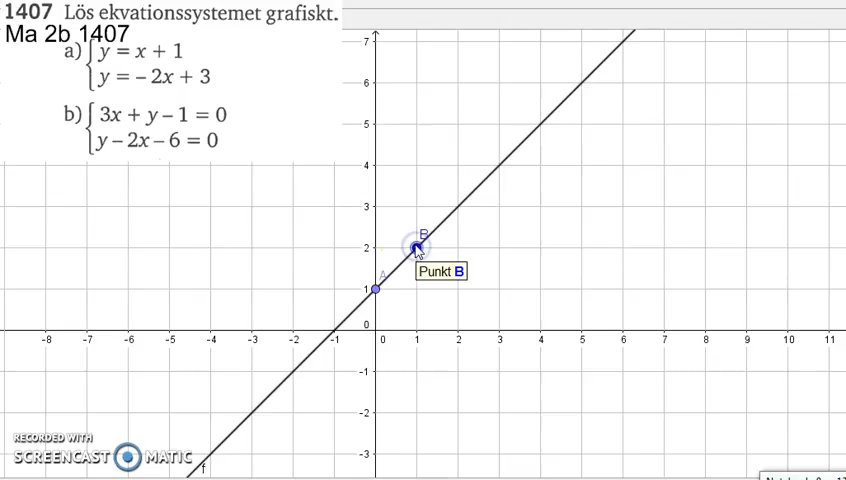 1407 Lös ekvationssystemet grafiskt.
Ma 2b 1407
a) { y = x + 1
y = – 2x + 3
b) { 3x + y – 1 = 0
y – 2x – 6 = 0
7
6
5
4
3
2
1
0
-1
-2
-3
B
Punkt B
A
-8 -7 -6 -5 -4 -3 -2 -1 0 1 2 3 4 5 6 7 8 9 10 11
f
RECORDED WITH
SCREENCAST MATIC